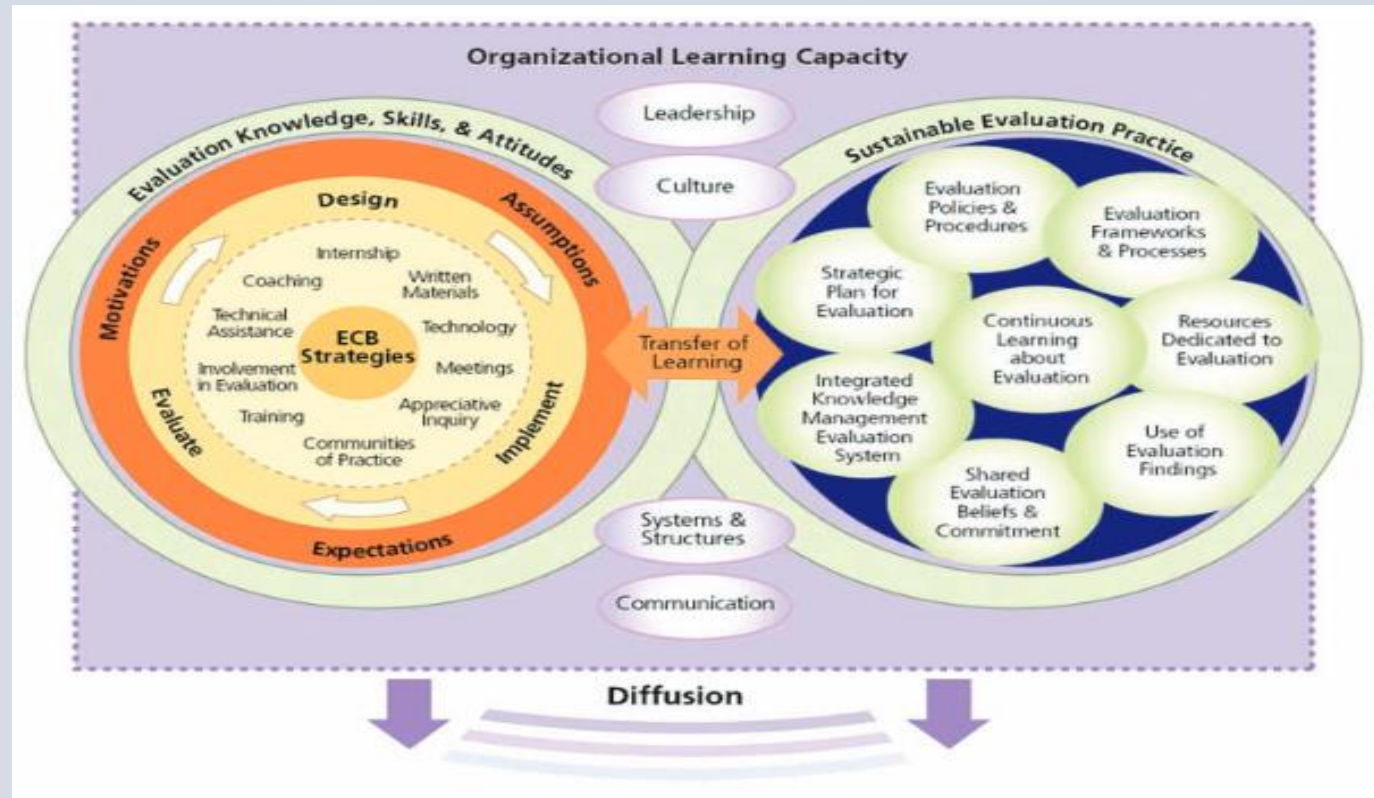 Organizational Learning Capacity
Leadership
Culture
Evaluation Knowledge, Skills, & Attitudes
Motivations
Assumptions
Expectations
Design
Implement
Evaluate
Internship
Coaching
Written
Materials
Technical
Assistance
Technology
ECB
Strategies
Involvement
in Evaluation
Meetings
Training
Appreciative
Inquiry
Communities
of Practice
Transfer of
Learning
Sustainable Evaluation Practice
Evaluation
Policies &
Procedures
Evaluation
Frameworks
& Processes
Strategic
Plan for
Evaluation
Continuous
Learning
about
Evaluation
Resources
Dedicated to
Evaluation
Integrated
Knowledge
Management
Evaluation
System
Use of
Evaluation
Findings
Shared
Evaluation
Beliefs &
Commitment
Systems &
Structures
Communication
Diffusion